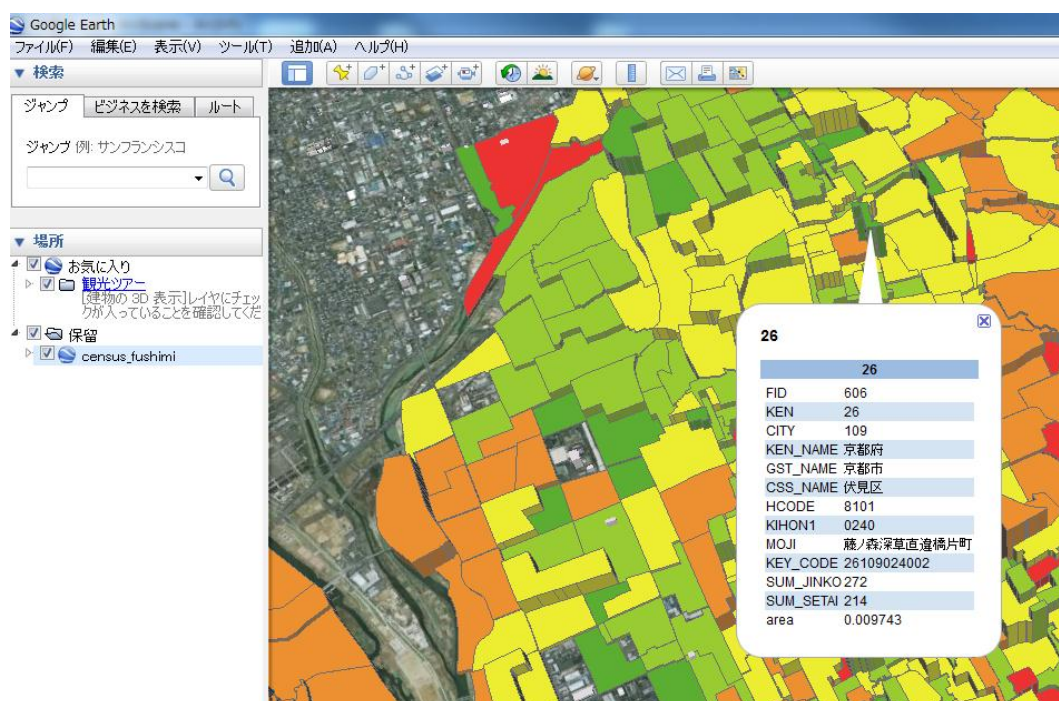 Google Earth
ファイル(F) 編集(E) 表示(V) ツール(T) 追加(A) ヘルプ(H)
▼ 検索
ジャンプ ビジネスを検索 ルート
ジャンプ 例: サンフランシスコ
▼ 場所
お気に入り
観光ツアー
[建物の 3D 表示]レイヤにチェッ
クが入っていることを確認してくだ
保留
census_fushimi
26
26
FID 606
KEN 26
CITY 109
KEN_NAME 京都府
GST_NAME 京都市
CSS_NAME 伏見区
HCODE 8101
KIHON1 0240
MOJI 藤ノ森深草直違橋片町
KEY_CODE 26109024002
SUM_JINKO 272
SUM_SETAI 214
area 0.009743